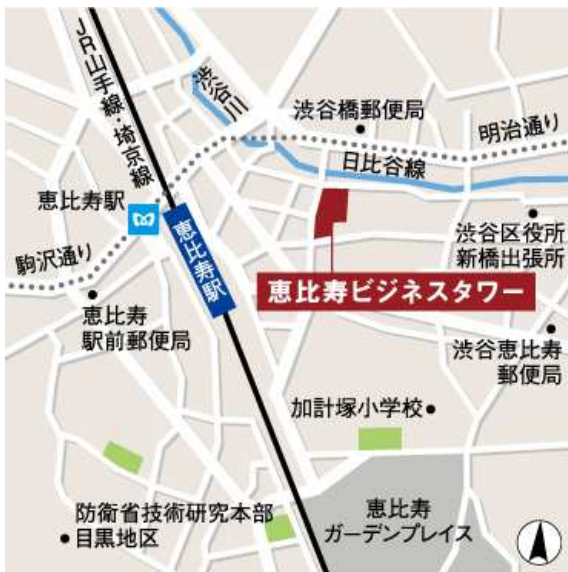 JR山手線・埼京線
渋谷川
渋谷橋郵便局
明治通り
日比谷線
恵比寿駅
駒沢通り
恵比寿駅
渋谷区役所
新橋出張所
恵比寿ビジネスタワー
恵比寿
駅前郵便局
渋谷恵比寿
郵便局
加計塚小学校
防衛省技術研究本部
目黒地区
恵比寿
ガーデンプレイス